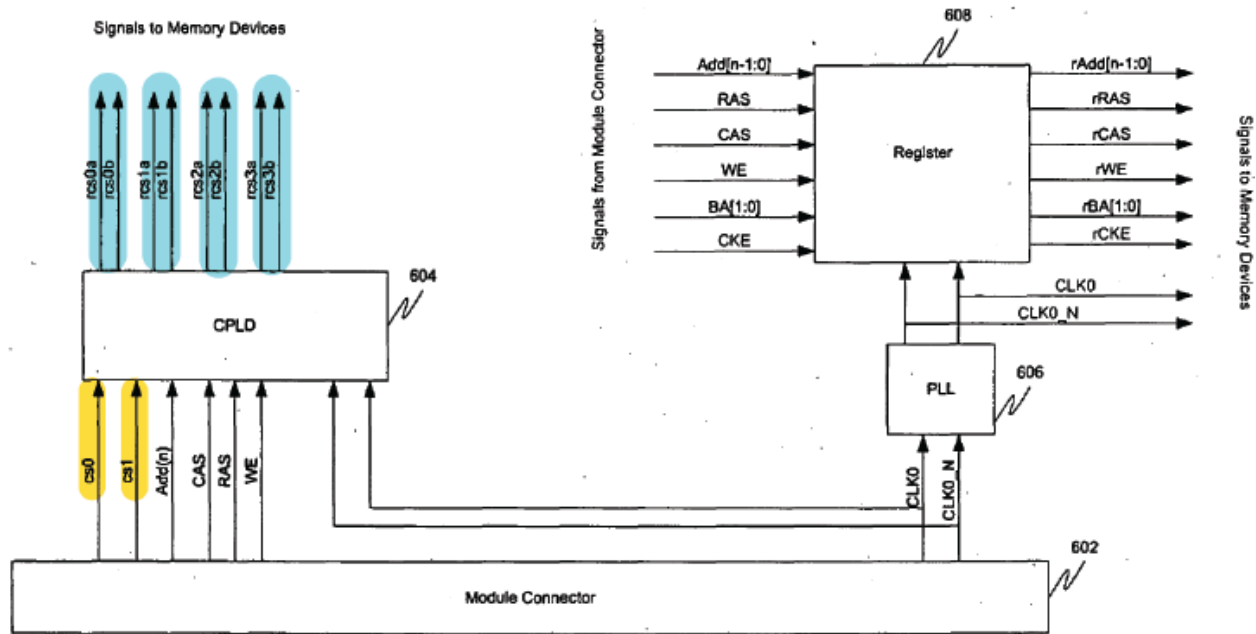 Signals to Memory Devices
rcs0a
rcs0b
rcs1a
rcs1b
rcs2a
rcs2b
rcs3a
rcs3b
604
CPLD
cs0
cs1
Add(n)
CAS
RAS
WE
Signals from Module Connector
608
Add[n-1:0]
RAS
CAS
WE
BA[1:0]
CKE
Register
rAdd[n-1:0]
rRAS
rCAS
rWE
rBA[1:0]
rCKE
Signals to Memory Devices
CLK0
CLK0_N
PLL
606
CLK0
CLK0_N
602
Module Connector